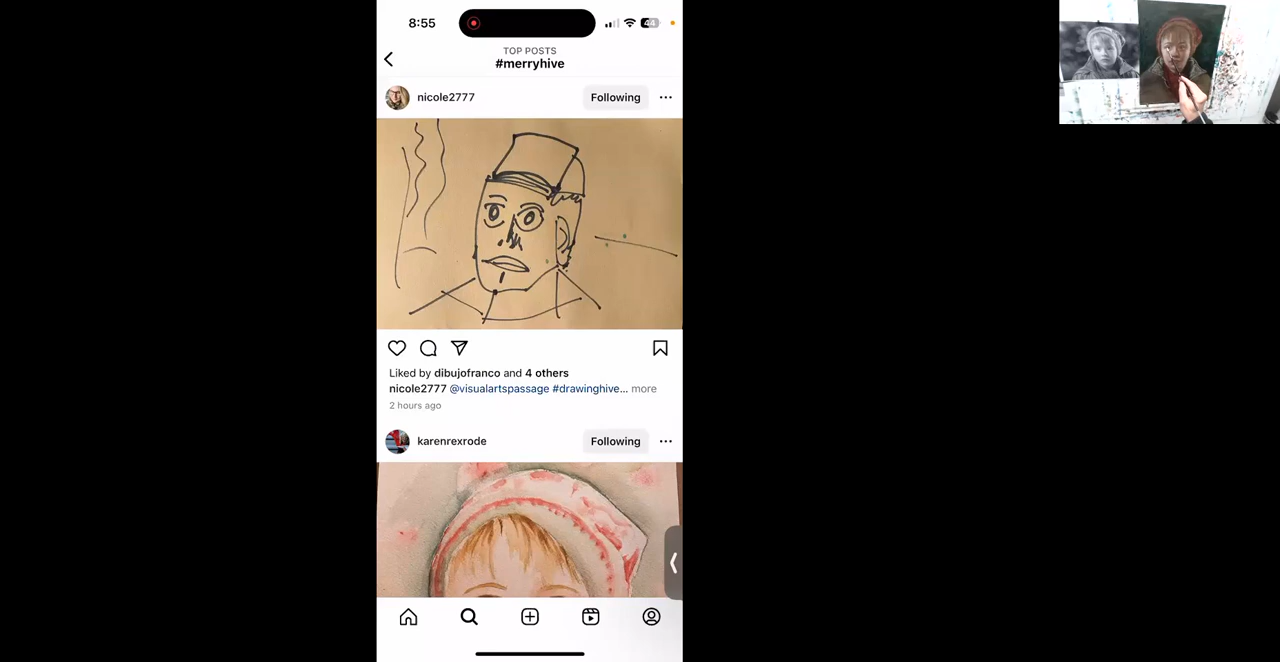 8:55
44
TOP POSTS
#merryhive
nicole2777
Following
Liked by dibujofranco and 4 others
nicole2777 @visualartspassage #drawinghive... more
2 hours ago
karenrexrode
Following